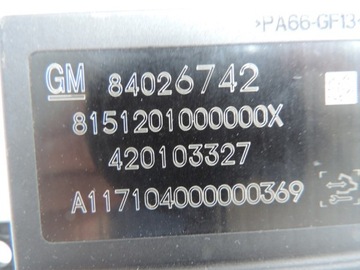 >PA66-GF13-
GM 84026742
8151201000000X
420103327
A117104000000369